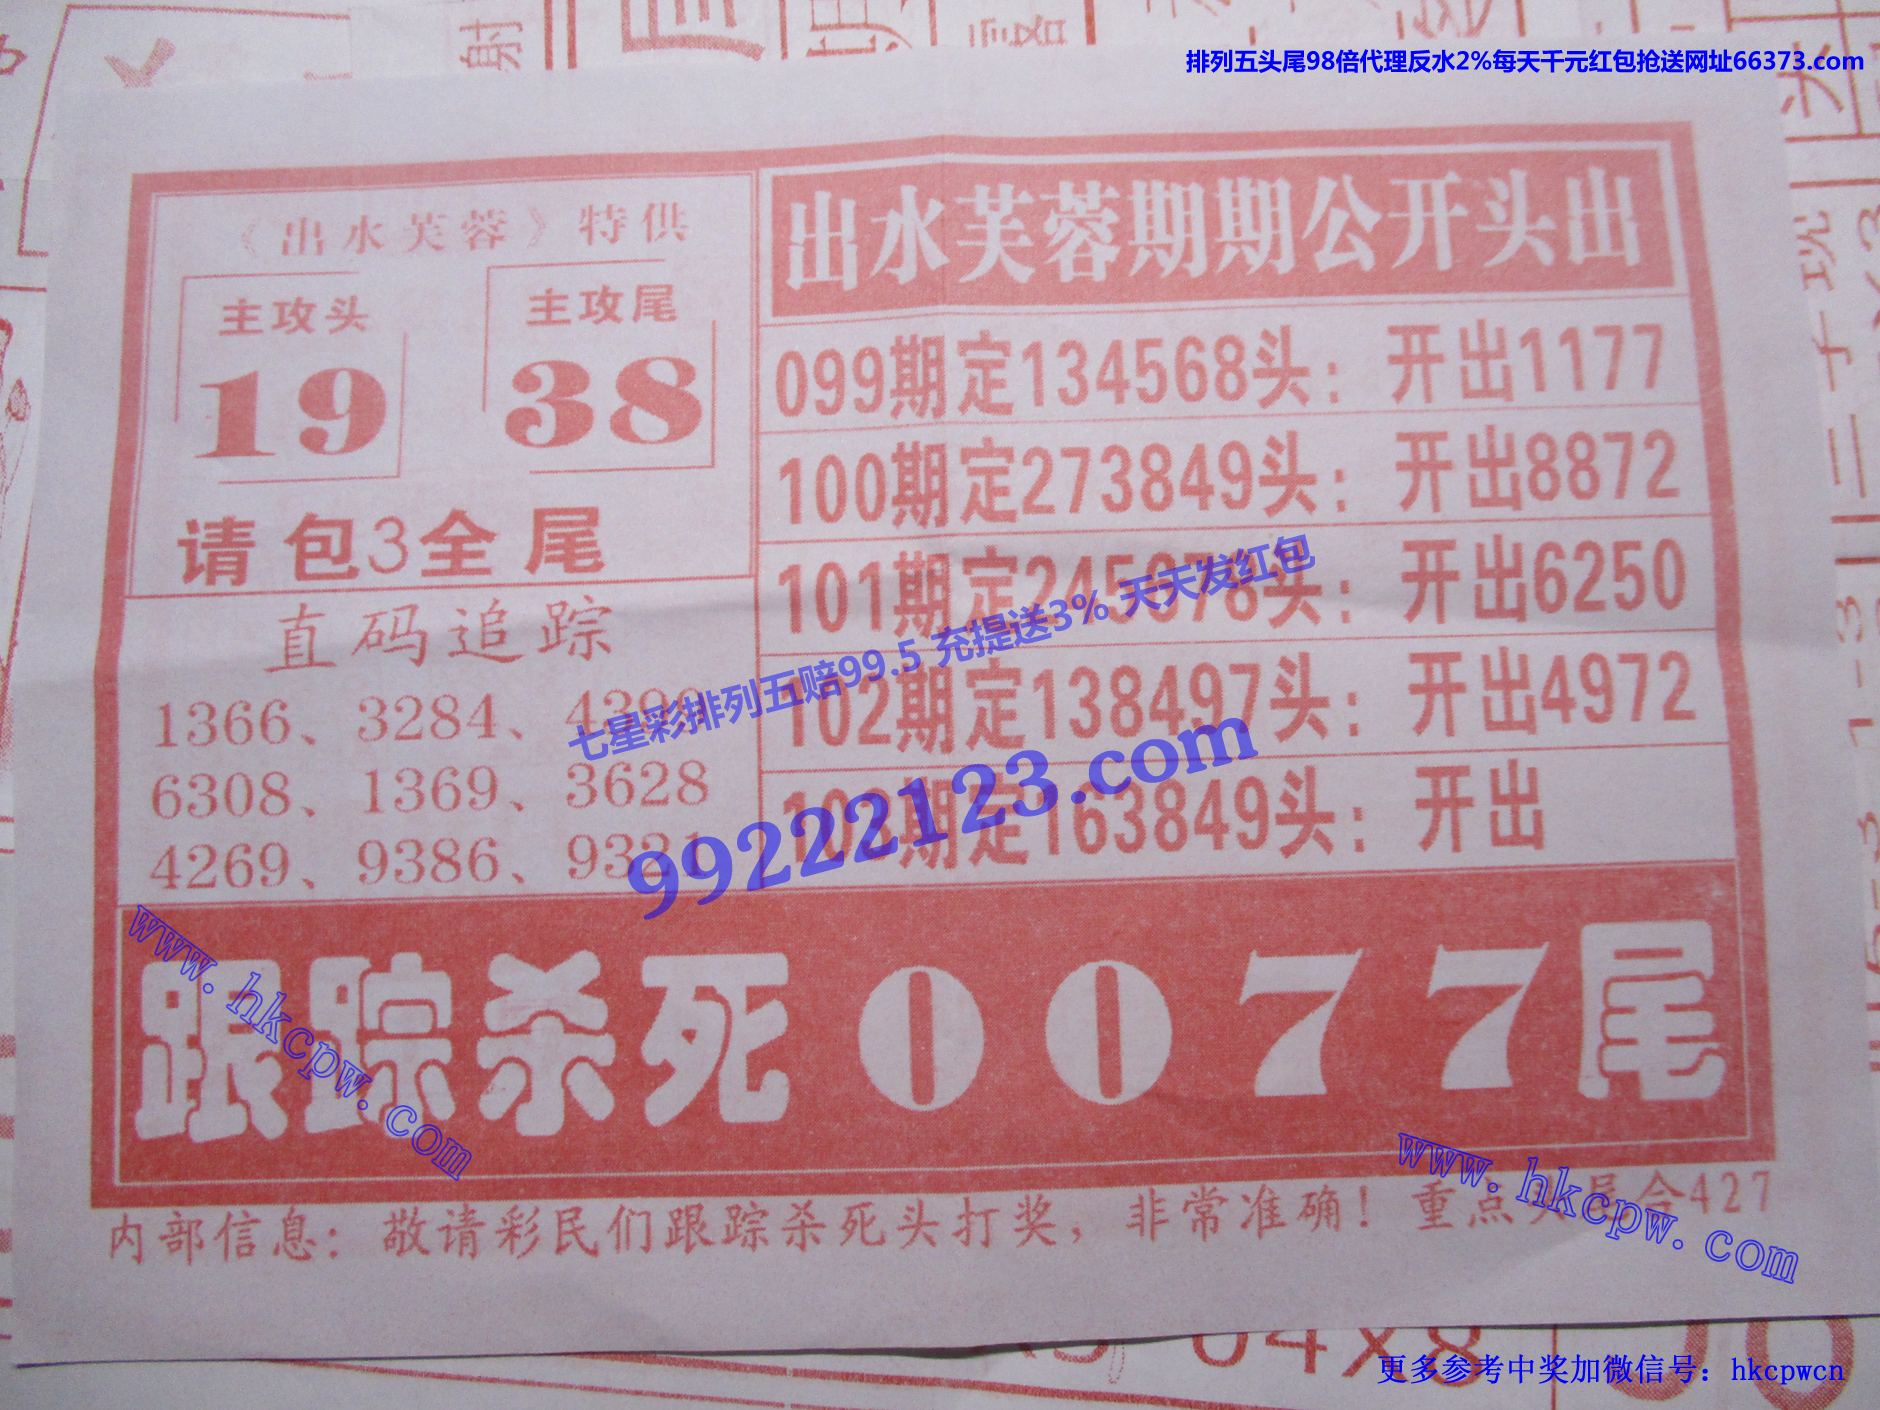 排列五头尾98倍代理反水2%每天千元红包抢送网址66373.com
《出水芙蓉》特供
主攻头
19
主攻尾
38
请包3全尾
直码追踪
1366、3284、
6308、1369、3628
4269、9386、9321
出水芙蓉期期公开头出
099期定134568头：开出1177
100期定273849头：开出8872
101期定头：开出6250
102期定138497头：开出4972
103期定163849头：开出
七星彩排列五赔99.5 充提送3% 天天发红包
99222123.com
跟踪杀死0077尾
www.hkcpw.com
内部信息：敬请彩民们跟踪杀死头打奖，非常准确！重点合427
www.hkcpw.com
04x8
更多参考中奖加微信号：hkcpwcn